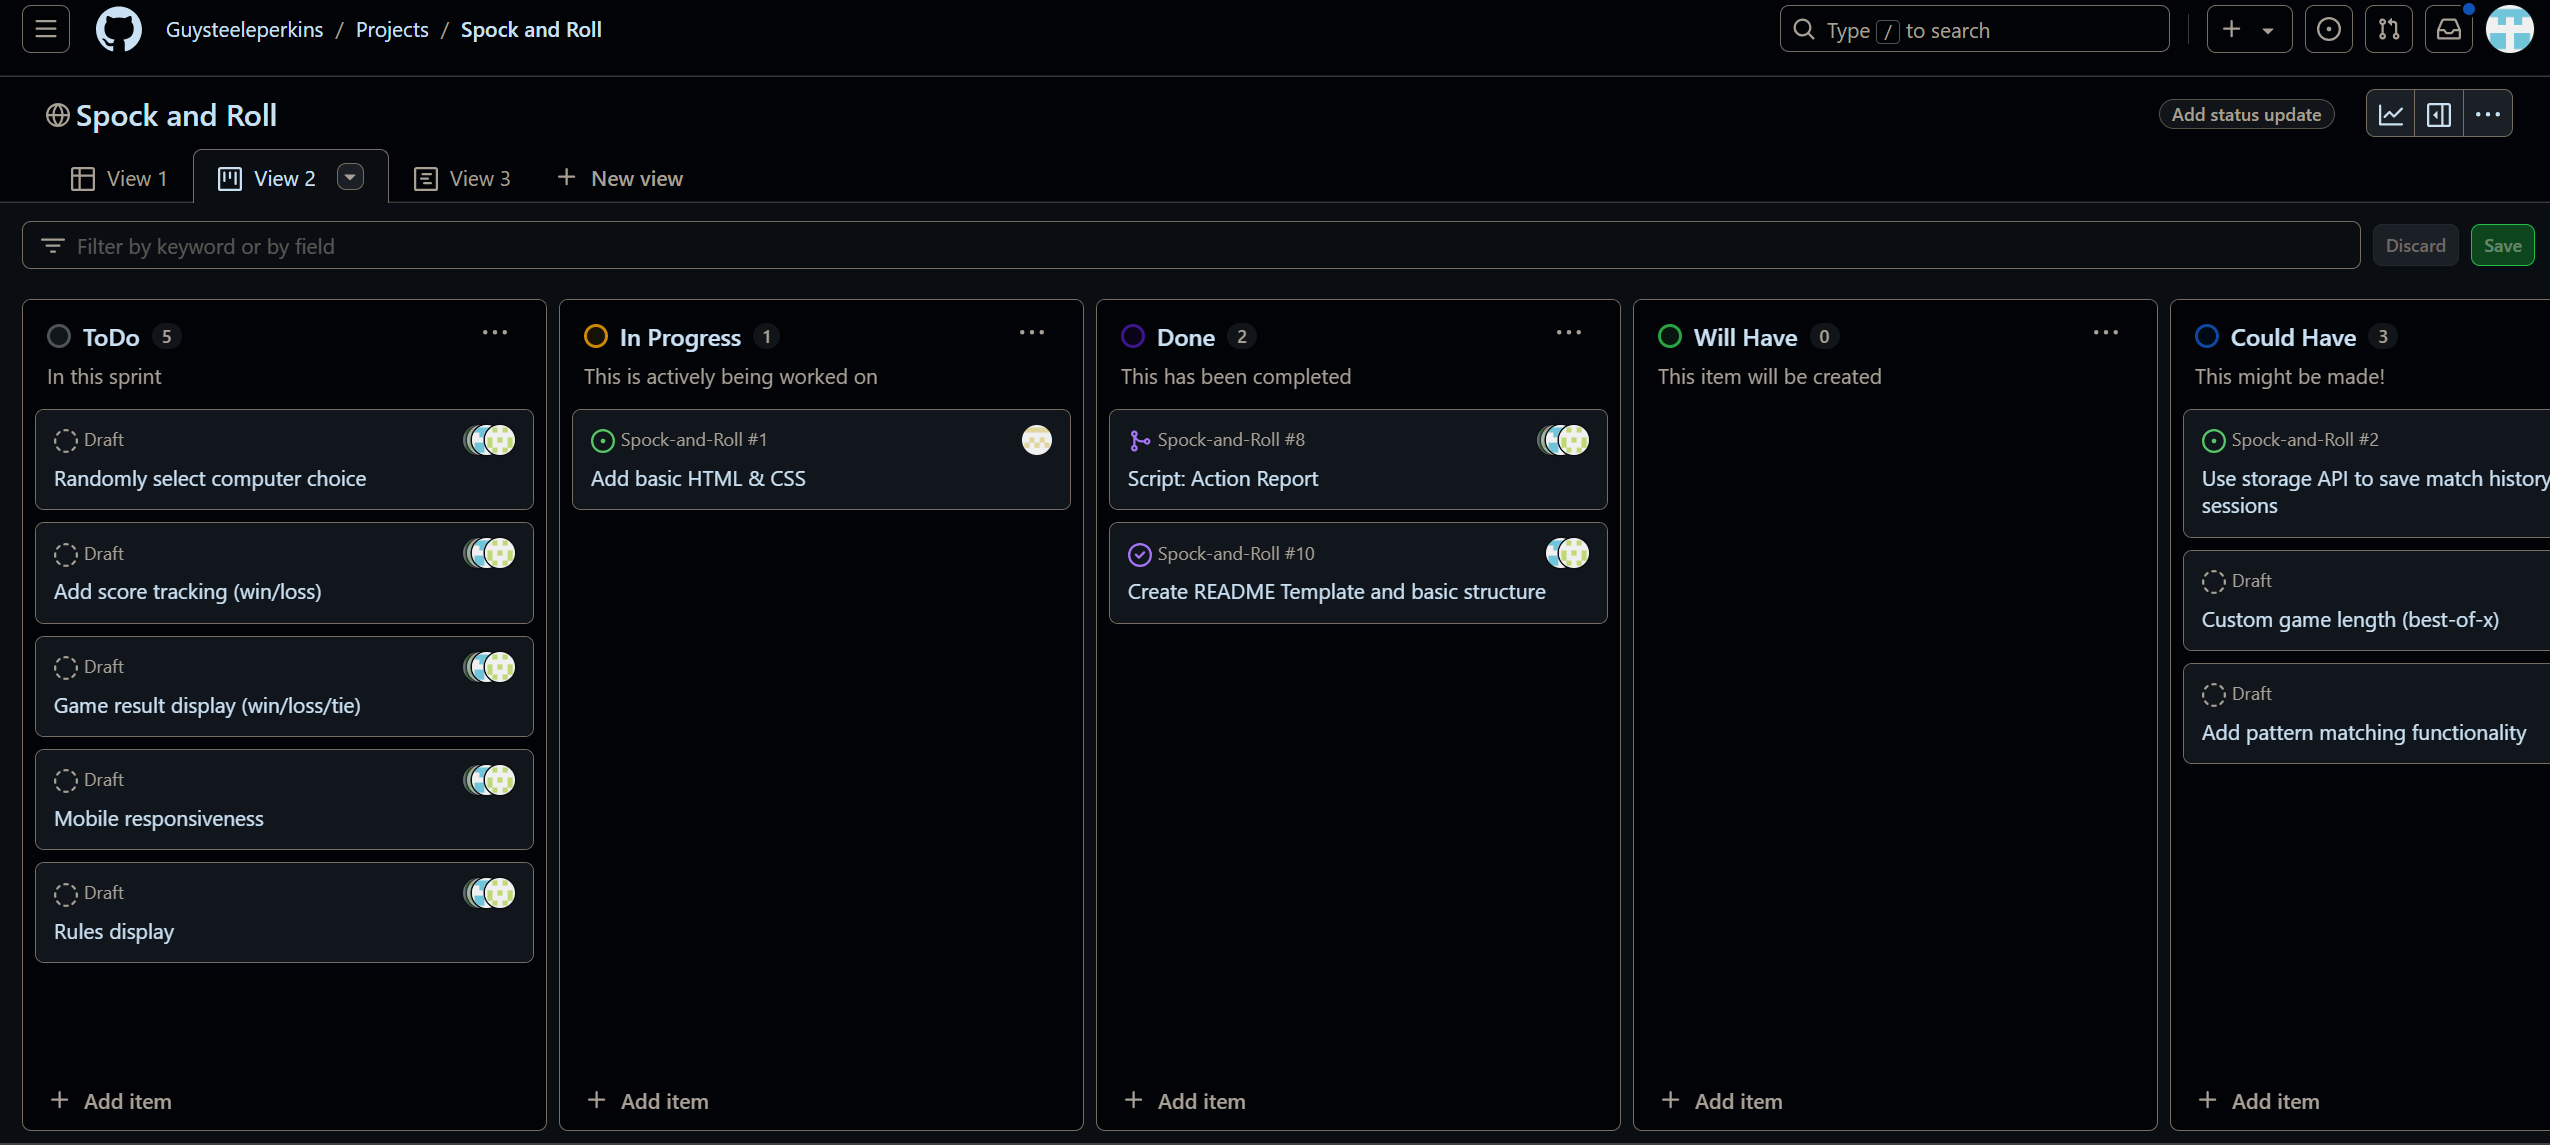 Guysteeleperkins / Projects / Spock and Roll
Type / to search
Spock and Roll
Add status update
View 1
View 2
View 3
New view
Filter by keyword or by field
Discard
Save
ToDo 5
In this sprint
Draft
Randomly select computer choice
Draft
Add score tracking (win/loss)
Draft
Game result display (win/loss/tie)
Draft
Mobile responsiveness
Draft
Rules display
Add item
In Progress 1
This is actively being worked on
Spock-and-Roll #1
Add basic HTML & CSS
Add item
Done 2
This has been completed
Spock-and-Roll #8
Script: Action Report
Spock-and-Roll #10
Create README Template and basic structure
Add item
Will Have 0
This item will be created
Add item
Could Have 3
This might be made!
Spock-and-Roll #2
Use storage API to save match history
sessions
Draft
Custom game length (best-of-x)
Draft
Add pattern matching functionality
Add item